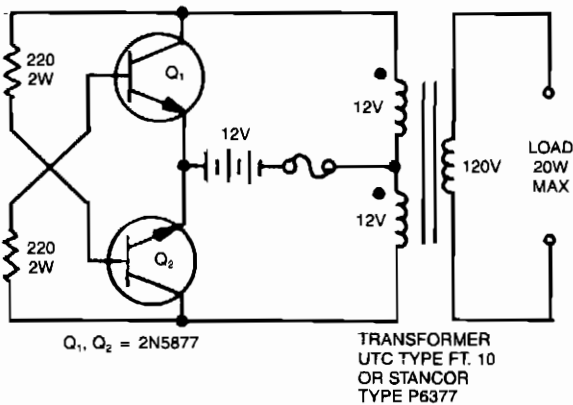 220
2W
Q1
12V
12V
120V
LOAD
20W
MAX
220
2W
Q2
12V
Q1, Q2 = 2N5877
TRANSFORMER
UTC TYPE FT. 10
OR STANCOR
TYPE P6377